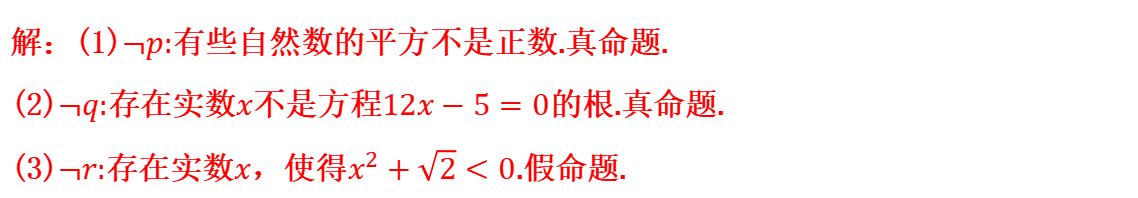 解：(1)¬p:有些自然数的平方不是正数.真命题.
(2)¬q:存在实数x不是方程12x − 5 = 0的根.真命题.
(3)¬r:存在实数x，使得x² + √2 < 0.假命题.